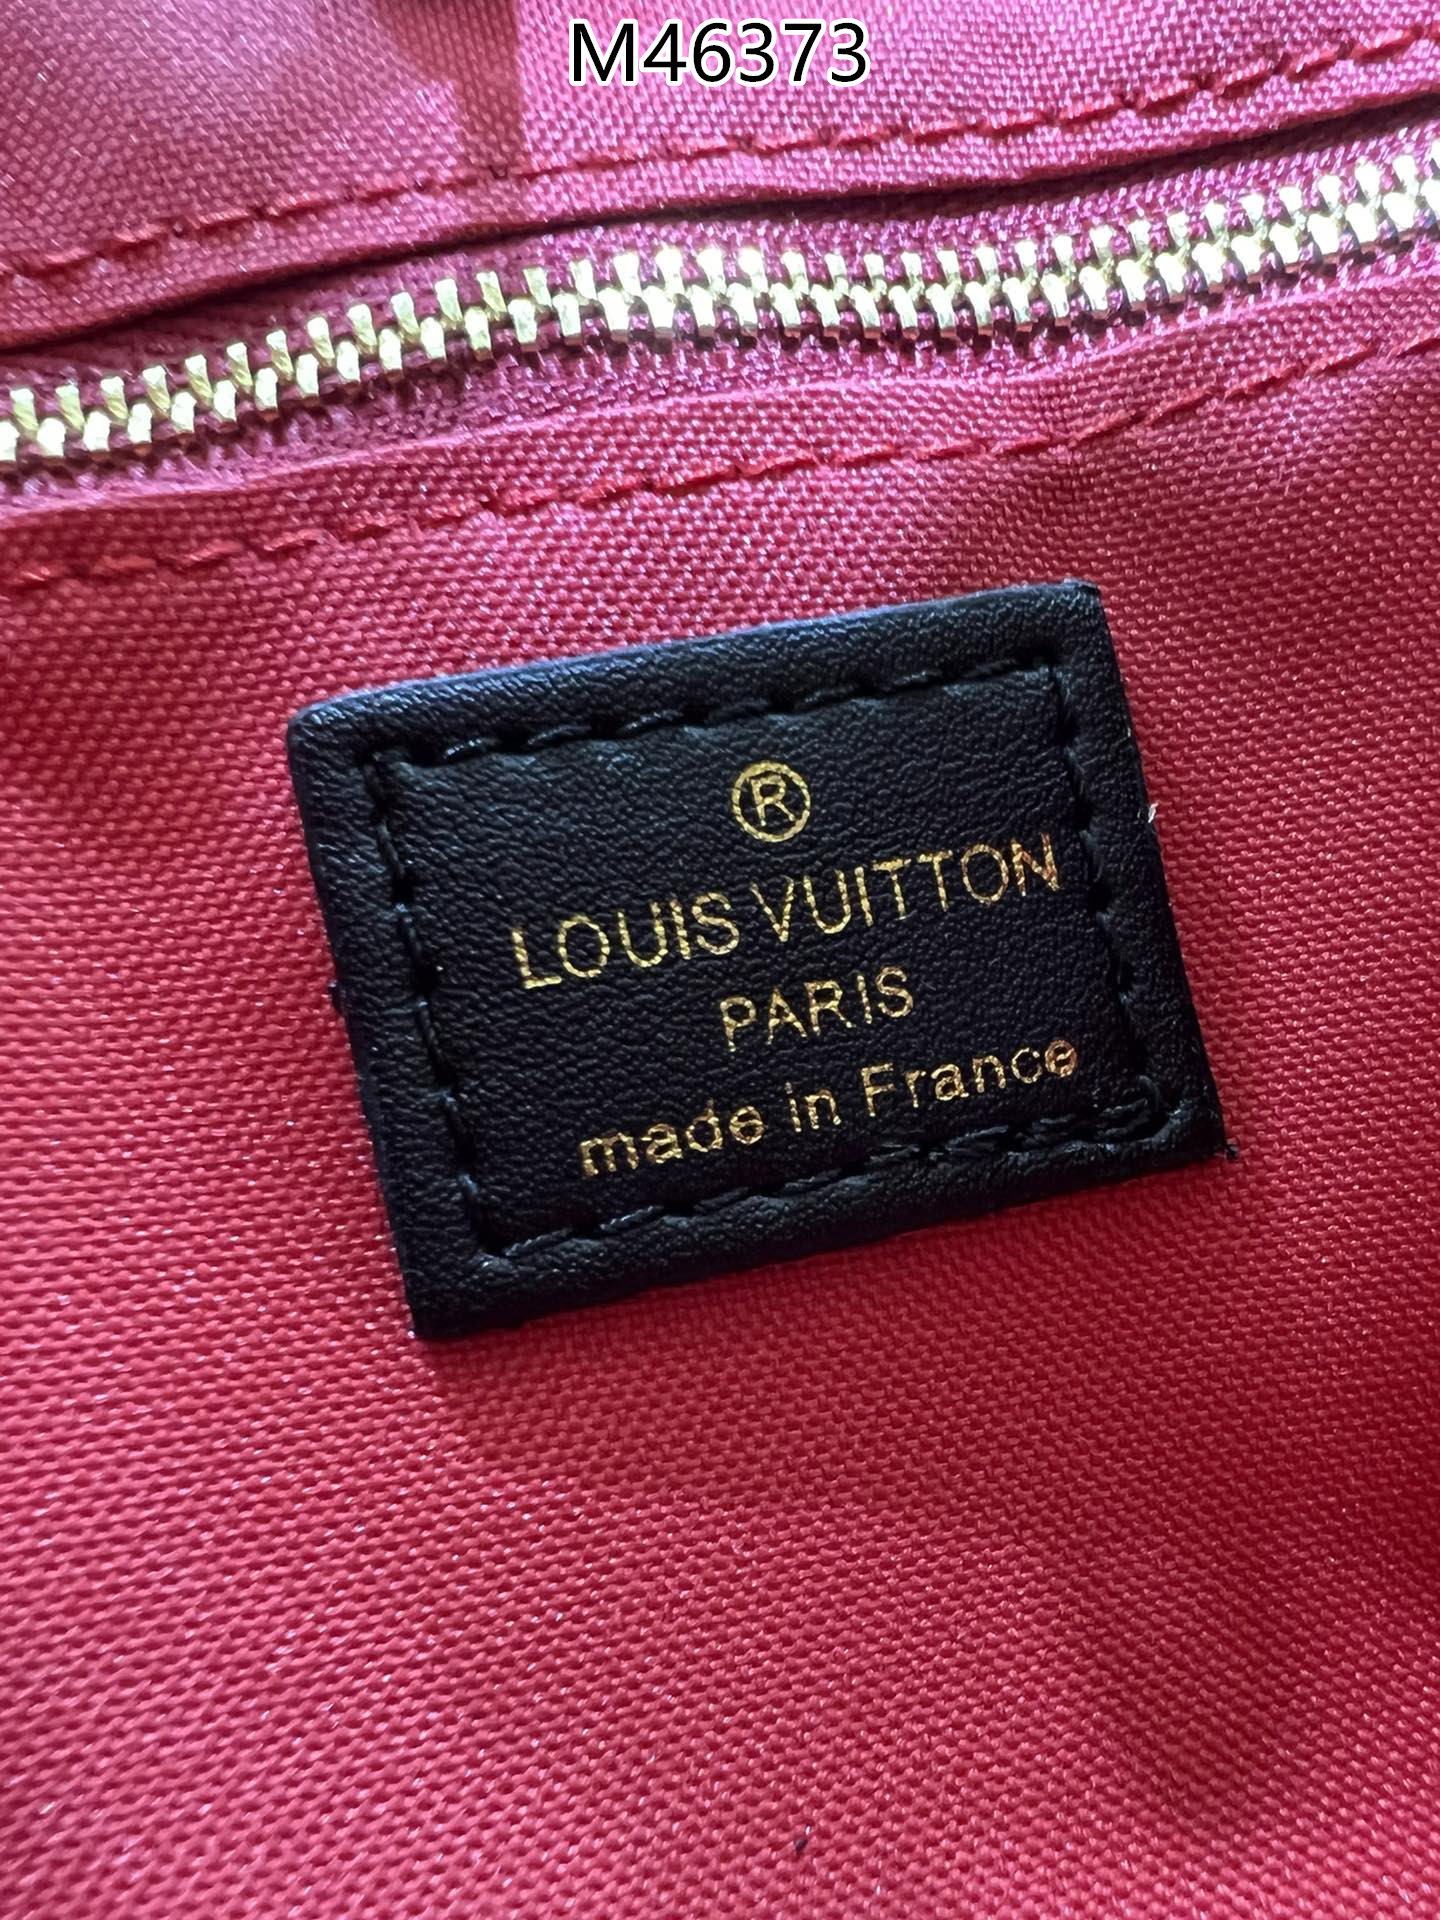 M46373
®
LOUIS VUITTON
PARIS
made in France